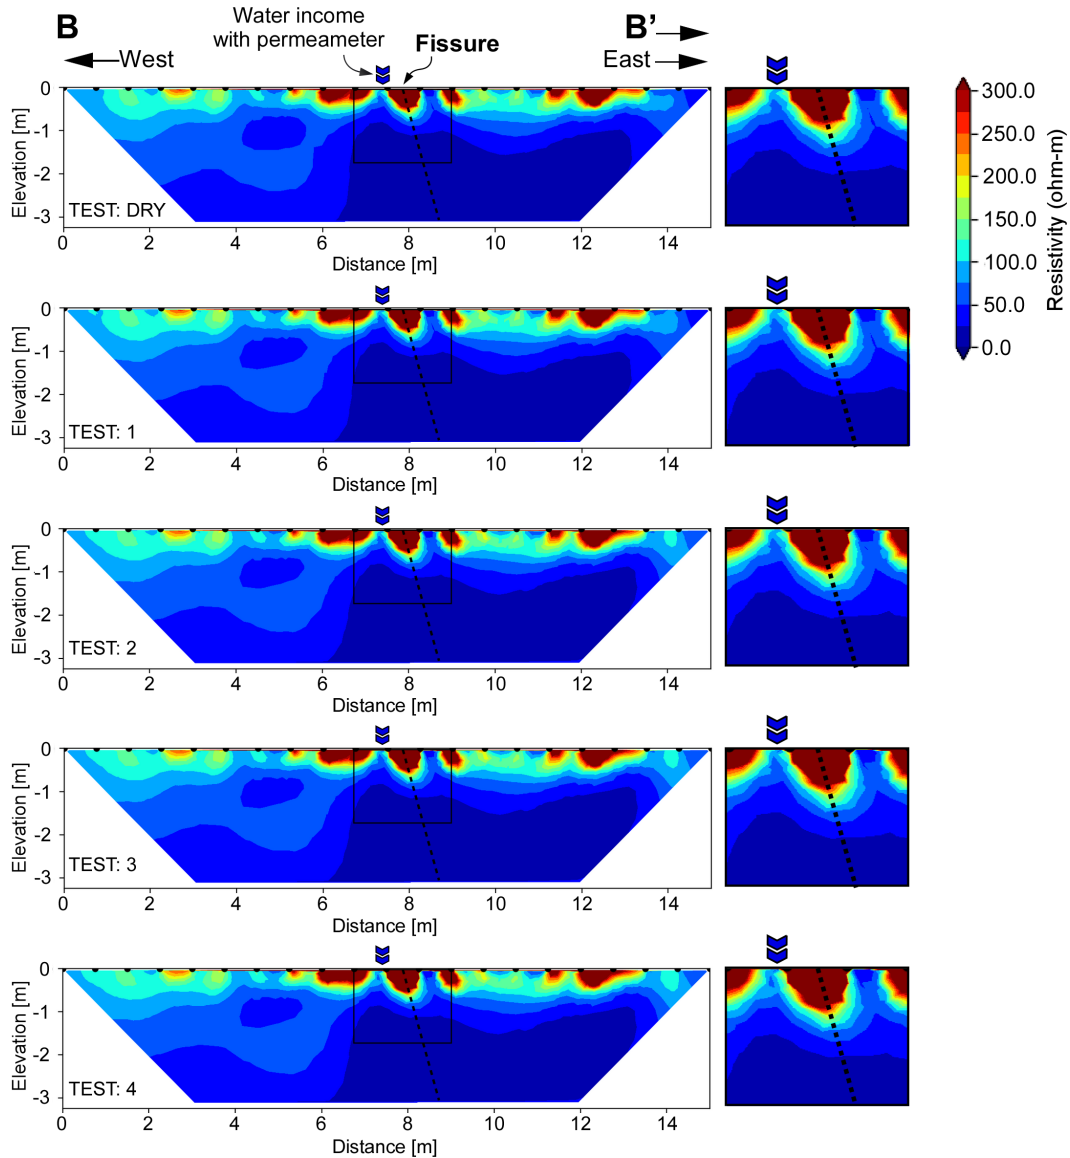 B
B’
Water income
with permeameter
Fissure
West
East
0
-1
-2
-3
Elevation [m]
TEST: DRY
0 2 4 6 8 10 12 14
Distance [m]
300.0
250.0
200.0
150.0
100.0
50.0
0.0
Resistivity (ohm-m)
0
-1
-2
-3
Elevation [m]
TEST: 1
0 2 4 6 8 10 12 14
Distance [m]
0
-1
-2
-3
Elevation [m]
TEST: 2
0 2 4 6 8 10 12 14
Distance [m]
0
-1
-2
-3
Elevation [m]
TEST: 3
0 2 4 6 8 10 12 14
Distance [m]
0
-1
-2
-3
Elevation [m]
TEST: 4
0 2 4 6 8 10 12 14
Distance [m]